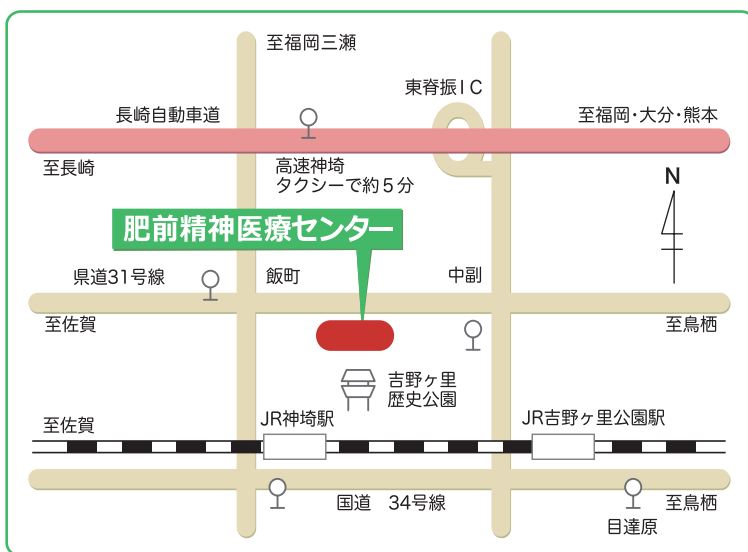 至福岡三瀬
東脊振IC
長崎自動車道
至福岡・大分・熊本
至長崎
高速神埼
タクシーで約5分
N
肥前精神医療センター
県道31号線
飯町
中副
至佐賀
至鳥栖
吉野ヶ里
歴史公園
至佐賀
JR神埼駅
JR吉野ヶ里公園駅
国道 34号線
至鳥栖
目達原